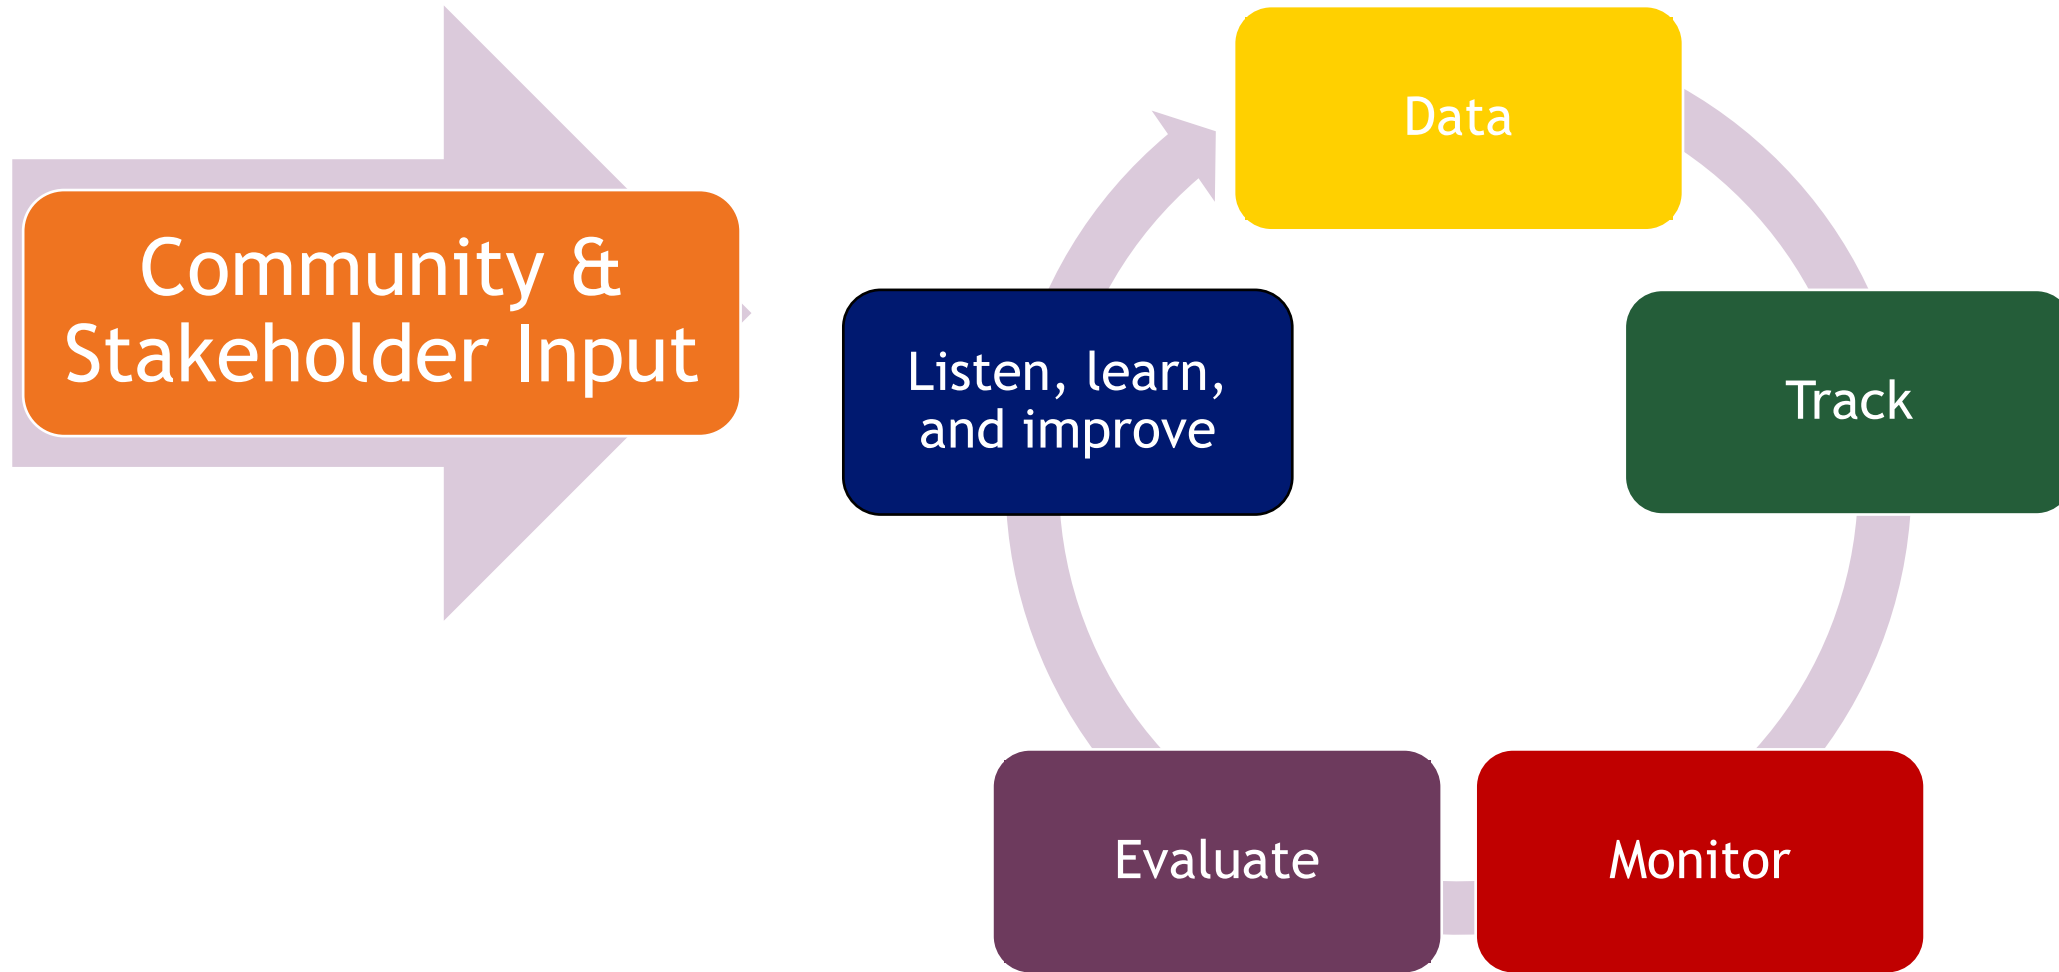 Community &
Stakeholder Input
Data
Track
Monitor
Evaluate
Listen, learn,
and improve